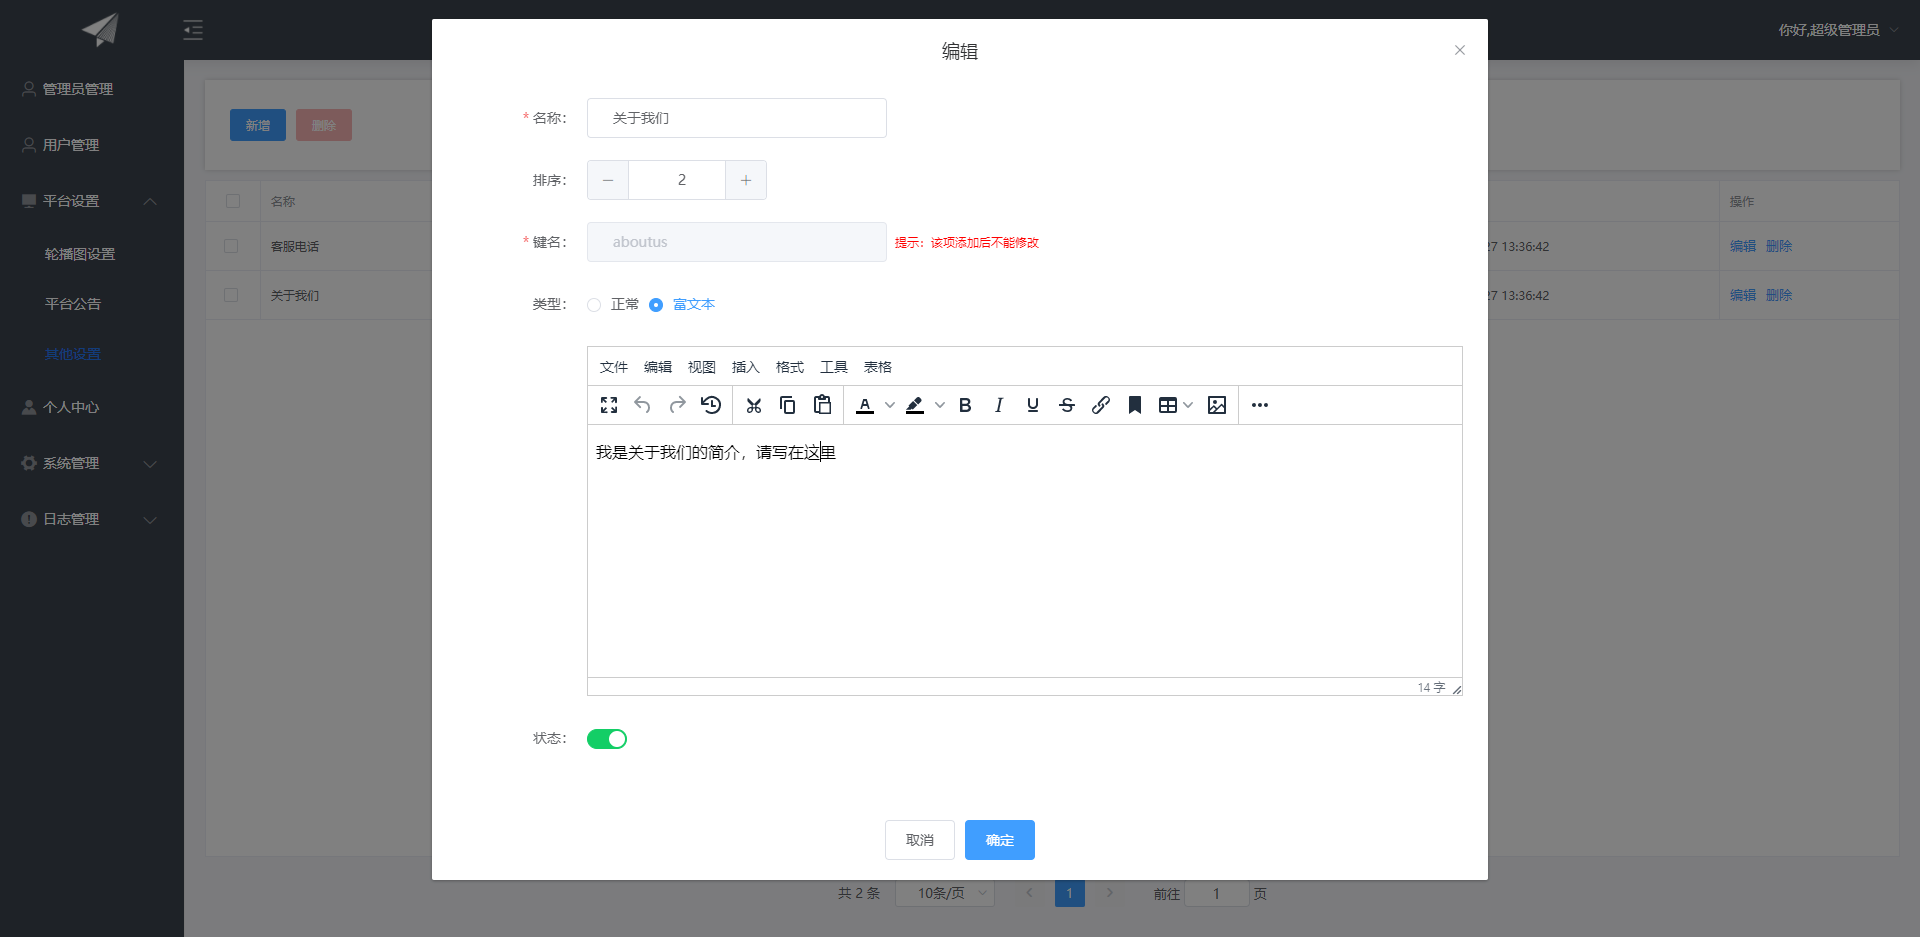 你好,超级管理员
管理员管理
用户管理
平台设置
轮播图设置
平台公告
其他设置
个人中心
系统管理
日志管理
新增 删除
名称 操作
客服电话 27 13:36:42 编辑 删除
关于我们 27 13:36:42 编辑 删除
编辑
* 名称： 关于我们
排序： 2
* 键名： aboutus 提示：该项添加后不能修改
类型： 正常 富文本
文件 编辑 视图 插入 格式 工具 表格
我是关于我们的简介，请写在这里
14 字
状态：
取消 确定
共 2 条 10条/页 1 前往 1 页